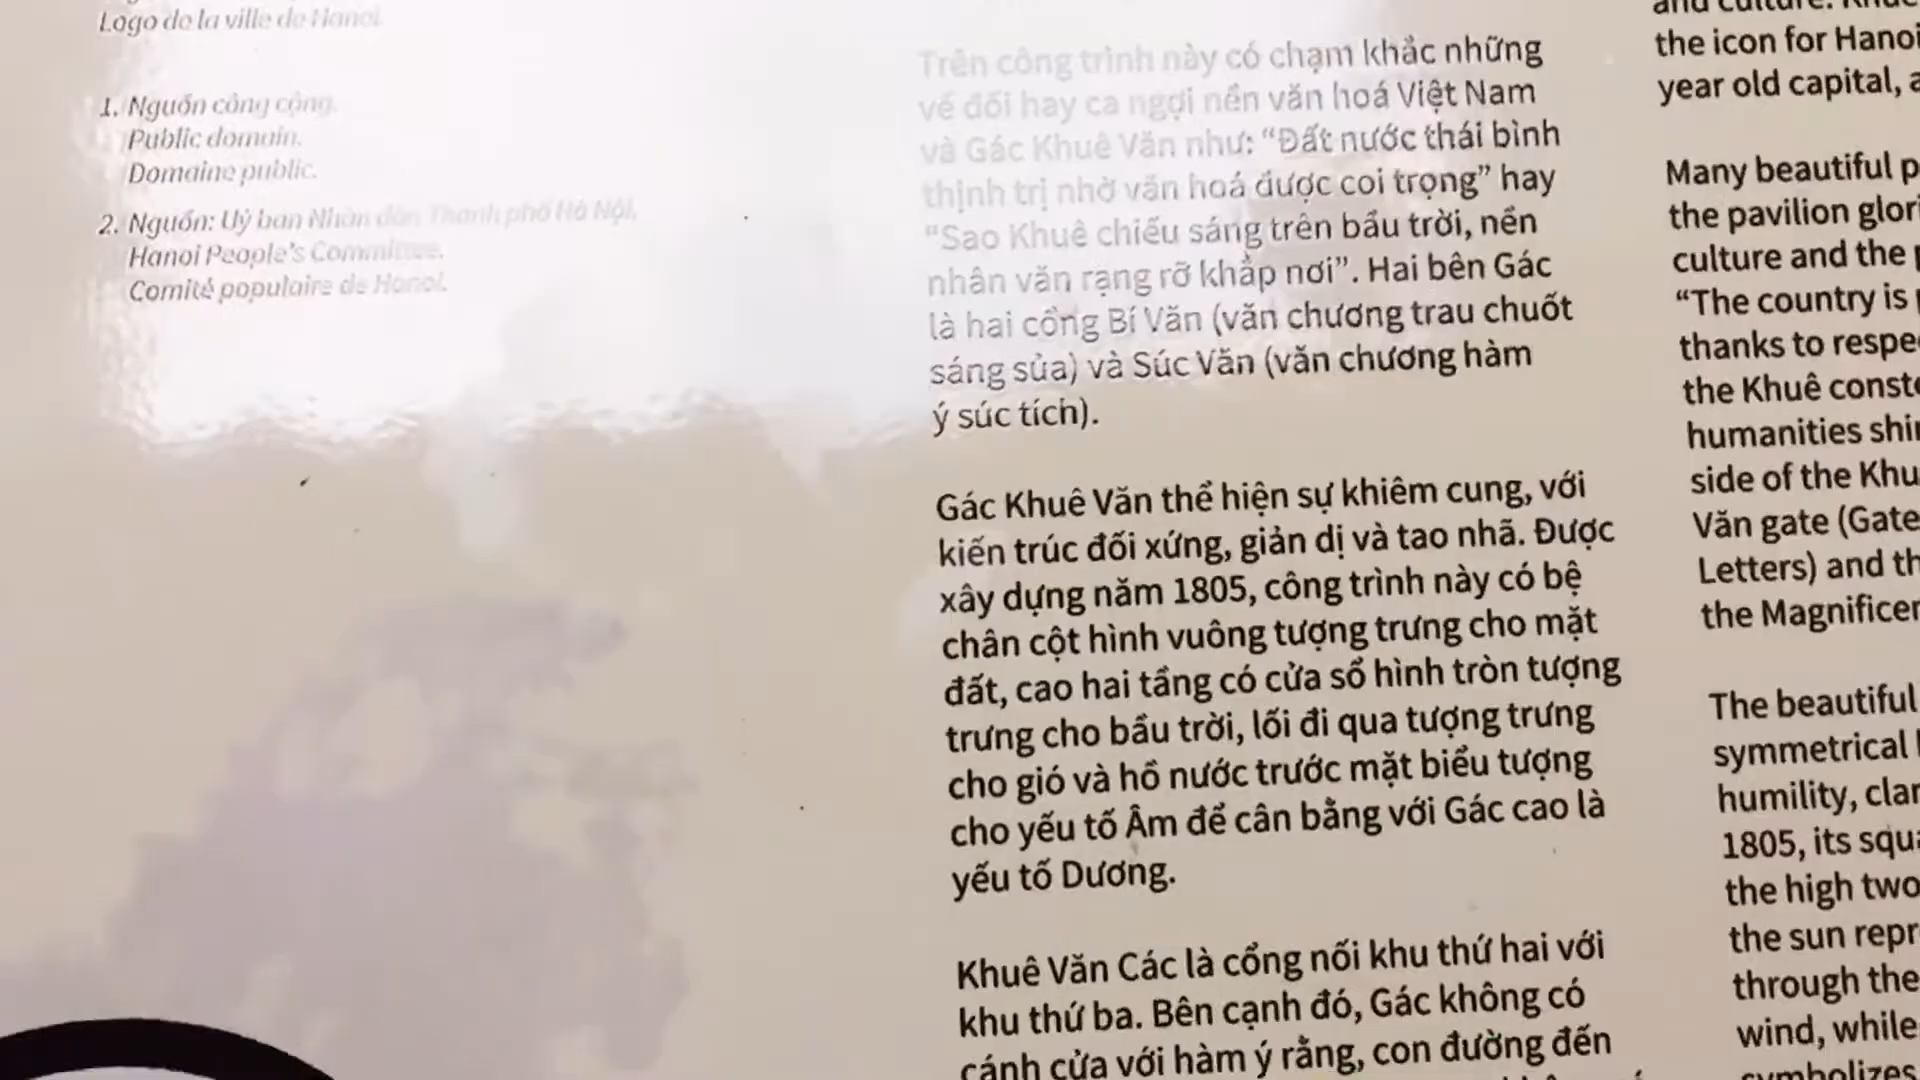 Logo de la ville de Hanoi.
1. Nguồn công cộng.
Public domain.
Domaine public.
2. Nguồn: Uỷ ban Nhân dân Thành phố Hà Nội.
Hanoi People's Committee.
Comité populaire de Hanoi.
Trên công trình này có chạm khắc những
vế đối hay ca ngợi nền văn hoá Việt Nam
và Gác Khuê Văn như: “Đất nước thái bình
thịnh trị nhờ văn hoá được coi trọng” hay
“Sao Khuê chiếu sáng trên bầu trời, nền
nhân văn rạng rỡ khắp nơi”. Hai bên Gác
là hai cổng Bí Văn (văn chương trau chuốt
sáng sủa) và Súc Văn (văn chương hàm
ý súc tích).
Gác Khuê Văn thể hiện sự khiêm cung, với
kiến trúc đối xứng, giản dị và tao nhã. Được
xây dựng năm 1805, công trình này có bệ
chân cột hình vuông tượng trưng cho mặt
đất, cao hai tầng có cửa sổ hình tròn tượng
trưng cho bầu trời, lối đi qua tượng trưng
cho gió và hồ nước trước mặt biểu tượng
cho yếu tố Âm để cân bằng với Gác cao là
yếu tố Dương.
Khuê Văn Các là cổng nối khu thứ hai với
khu thứ ba. Bên cạnh đó, Gác không có
cánh cửa với hàm ý rằng, con đường đến
and culture.
the icon for Hanoi
year old capital,
Many beautiful
the pavilion
culture and the
“The country is
thanks to
the Khuê
humanities
side of the
Văn gate (Gate
Letters) and
the
The beautiful
symmetrical
humility,
1805, its
the high two
the sun
through the
wind, while
symbolizes